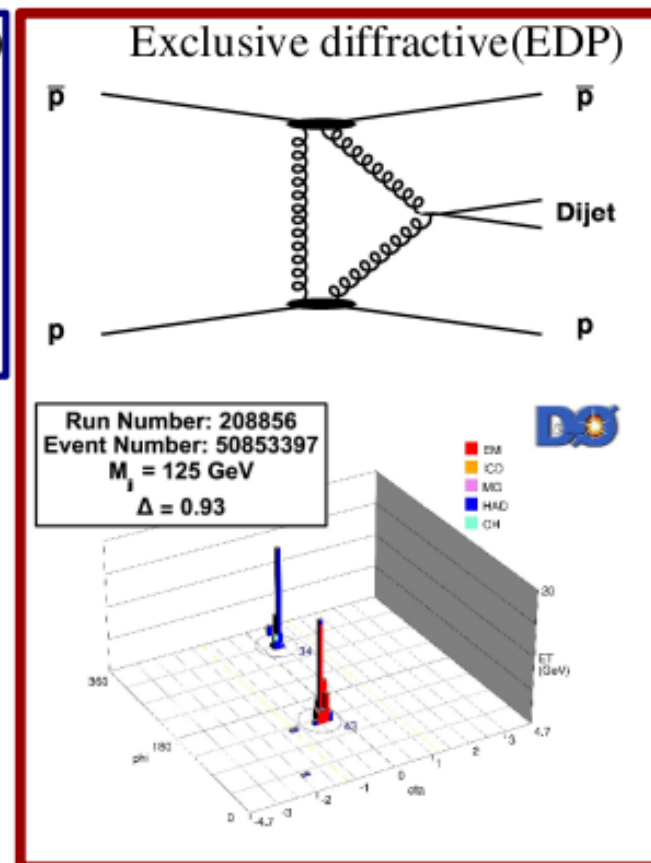 )
Exclusive diffractive(EDP)
p̅ p̅
Dijet
p p
Run Number: 208856
Event Number: 50853397
Mⱼ = 125 GeV
Δ = 0.93
DØ
EM
ICD
MG
HAD
CH
20
ET
(GeV)
34
43
360
180
phi
0
-4.7 -3 -2 -1 0 1 2 3 4.7
eta